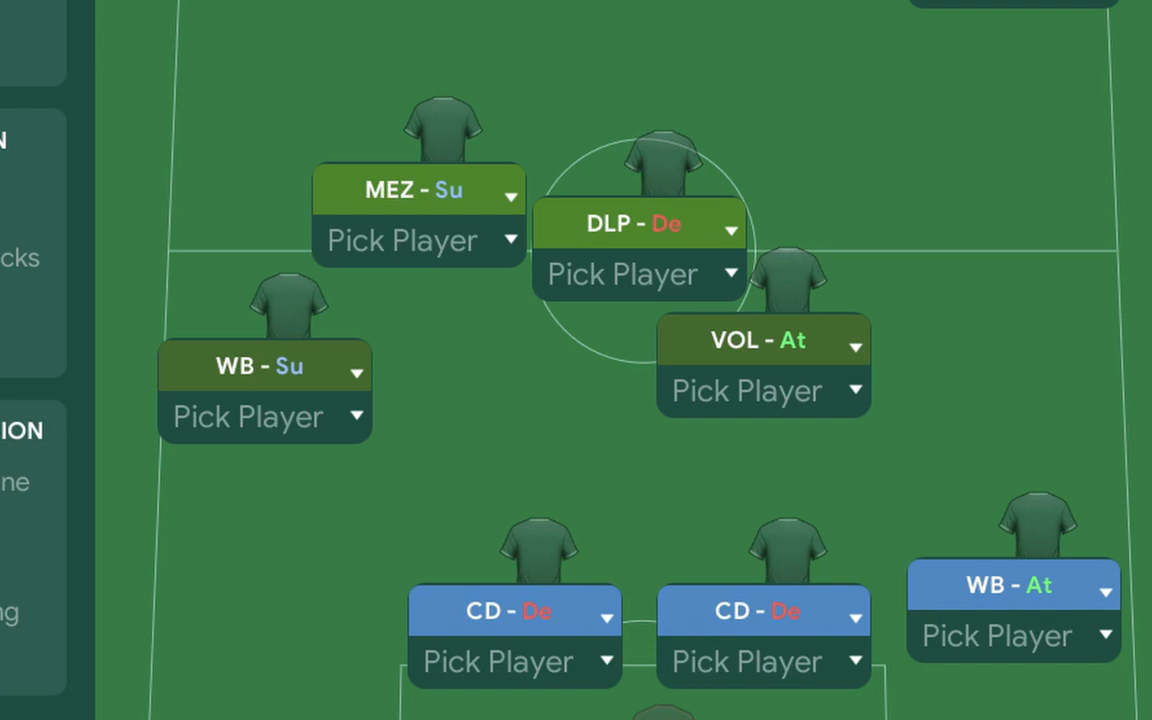 N
cks
ION
ne
ng
MEZ - Su
Pick Player
DLP - De
Pick Player
VOL - At
Pick Player
WB - Su
Pick Player
CD - De
Pick Player
CD - De
Pick Player
WB - At
Pick Player